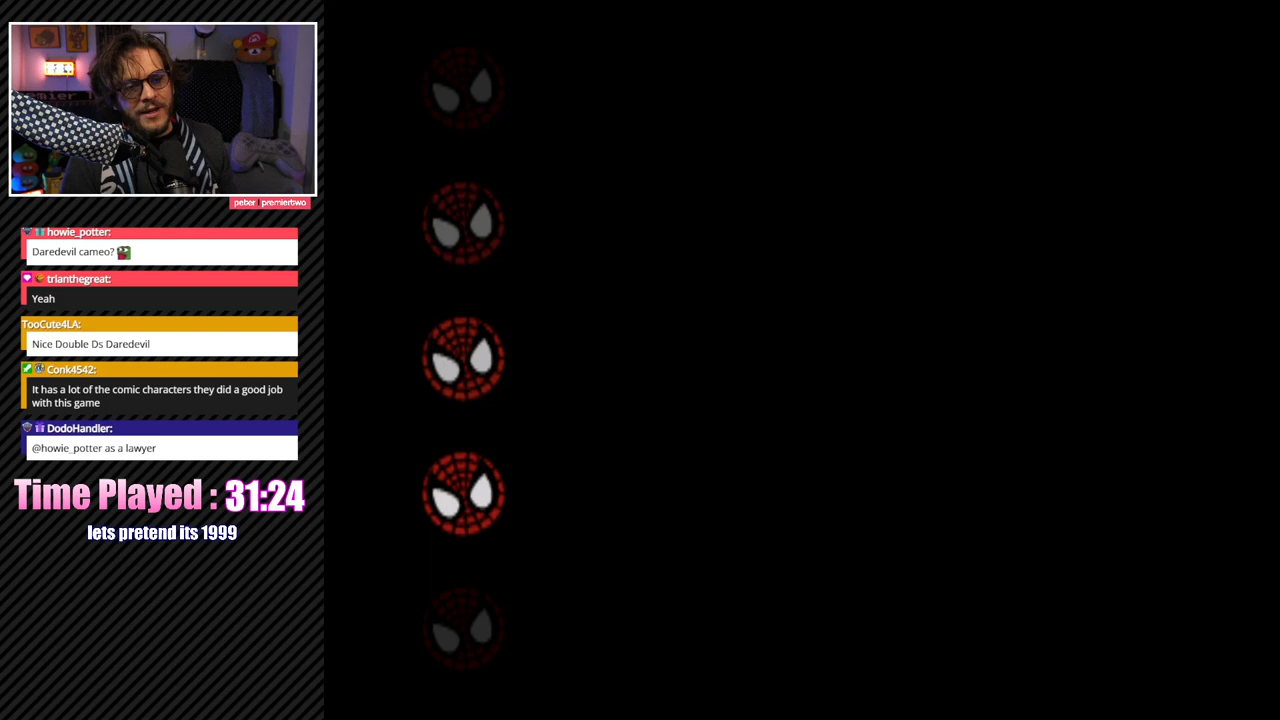 peter | premiertwo
howie_potter:
Daredevil cameo?
trianthegreat:
Yeah
TooCute4LA:
Nice Double Ds Daredevil
Conk4542:
It has a lot of the comic characters they did a good job
with this game
DodoHandler:
@howie_potter as a lawyer
Time Played : 31:24
lets pretend its 1999